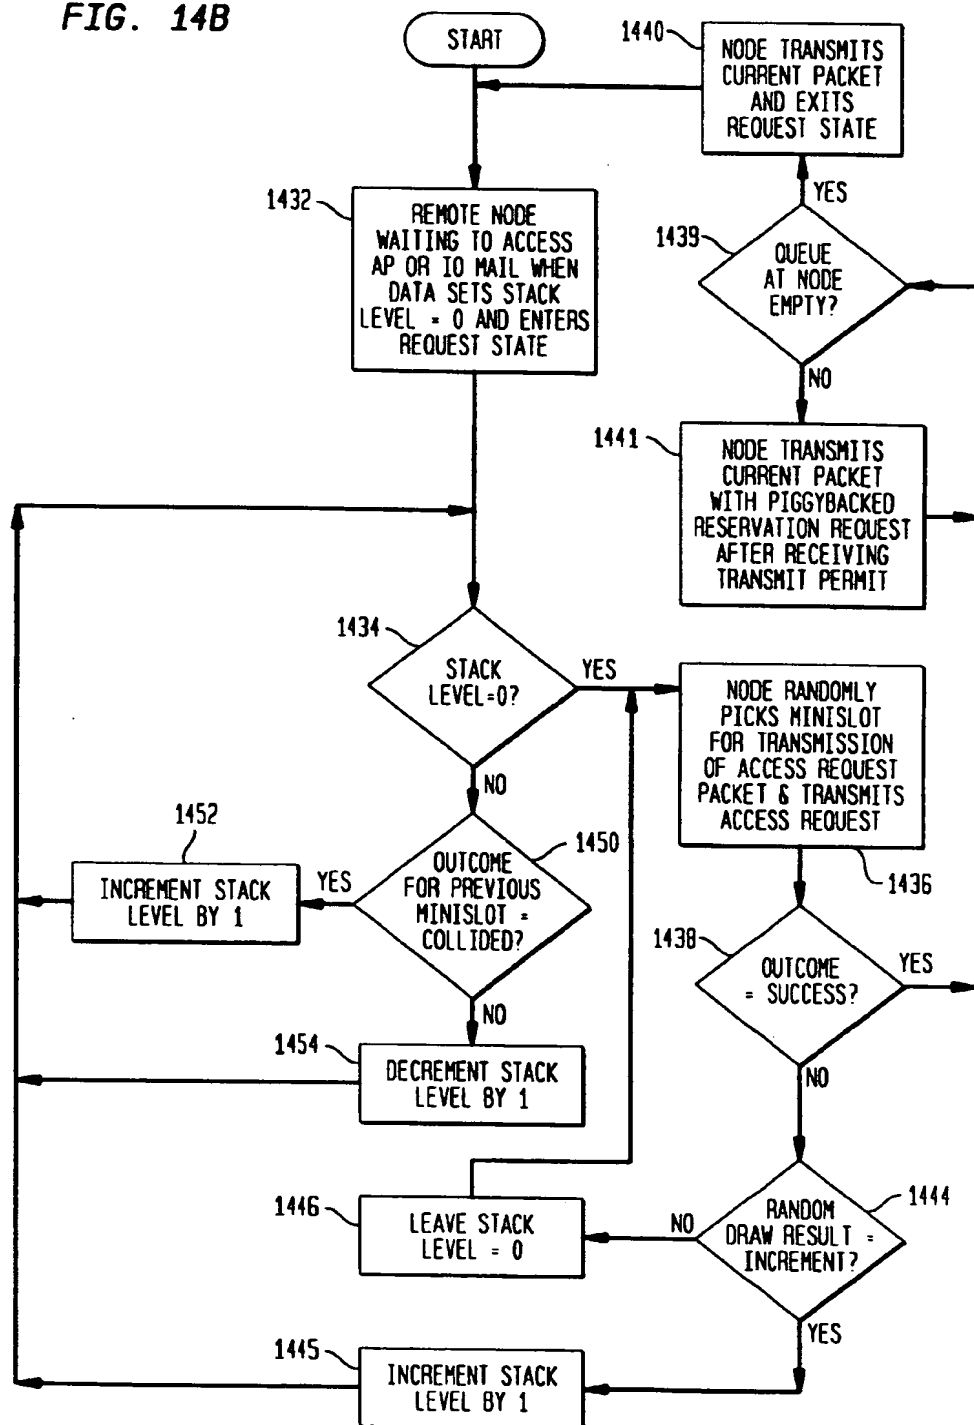 FIG. 14B
START
1440
NODE TRANSMITS
CURRENT PACKET
AND EXITS
REQUEST STATE
YES
1432
REMOTE NODE
WAITING TO ACCESS
AP OR IO MAIL WHEN
DATA SETS STACK
LEVEL = 0 AND ENTERS
REQUEST STATE
1439
QUEUE
AT NODE
EMPTY?
NO
1441
NODE TRANSMITS
CURRENT PACKET
WITH PIGGYBACKED
RESERVATION REQUEST
AFTER RECEIVING
TRANSMIT PERMIT
1434
STACK
LEVEL=0?
YES
NO
NODE RANDOMLY
PICKS MINISLOT
FOR TRANSMISSION
OF ACCESS REQUEST
PACKET & TRANSMITS
ACCESS REQUEST
1436
1452
INCREMENT STACK
LEVEL BY 1
YES
1450
OUTCOME
FOR PREVIOUS
MINISLOT =
COLLIDED?
NO
1438
OUTCOME
= SUCCESS?
YES
NO
1454
DECREMENT STACK
LEVEL BY 1
1446
LEAVE STACK
LEVEL = 0
NO
1444
RANDOM
DRAW RESULT =
INCREMENT?
YES
1445
INCREMENT STACK
LEVEL BY 1